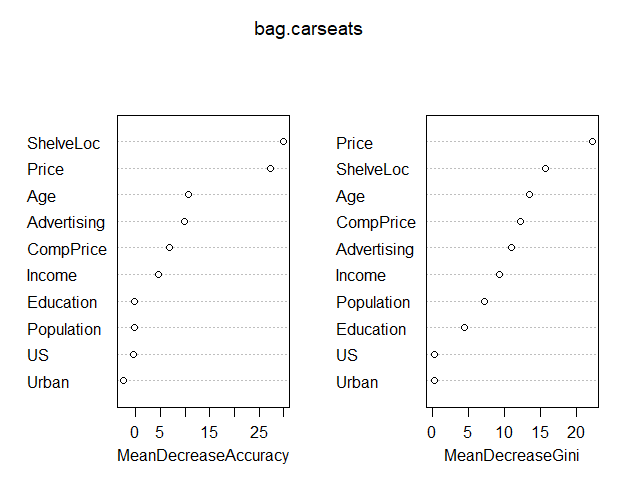 bag.carseats
ShelveLoc
Price
Age
Advertising
CompPrice
Income
Education
Population
US
Urban
0 5 15 25
MeanDecreaseAccuracy
Price
ShelveLoc
Age
CompPrice
Advertising
Income
Population
Education
US
Urban
0 5 10 15 20
MeanDecreaseGini